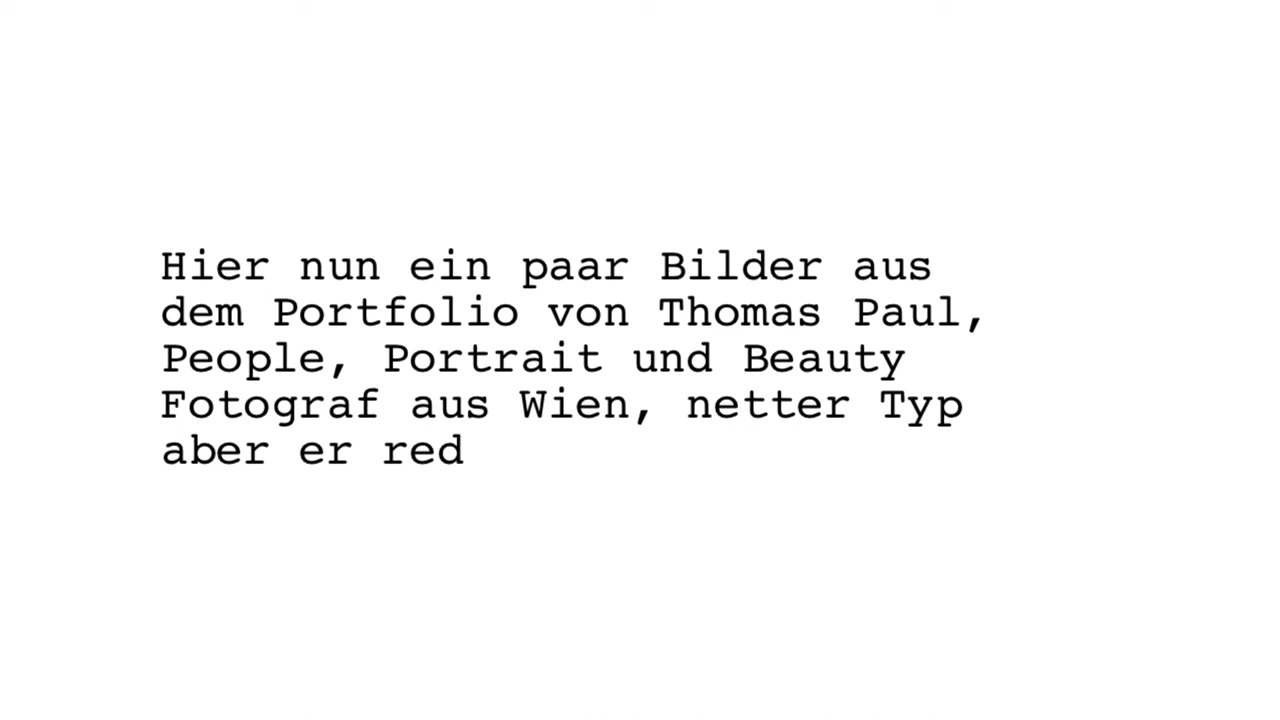 Hier nun ein paar Bilder aus
dem Portfolio von Thomas Paul,
People, Portrait und Beauty
Fotograf aus Wien, netter Typ
aber er red